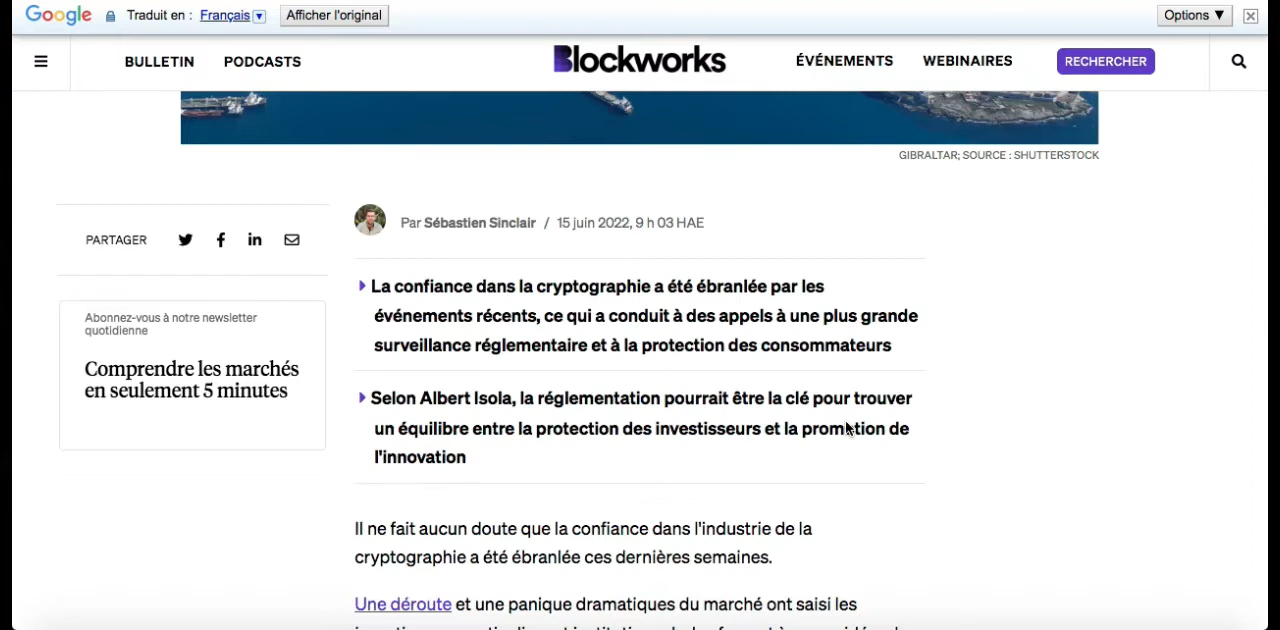 Google Traduit en : Français Afficher l'original Options ▼
BULLETIN PODCASTS Blockworks ÉVÉNEMENTS WEBINAIRES RECHERCHER
GIBRALTAR; SOURCE : SHUTTERSTOCK
PARTAGER
Abonnez-vous à notre newsletter
quotidienne
Comprendre les marchés
en seulement 5 minutes
Par Sébastien Sinclair / 15 juin 2022, 9 h 03 HAE
La confiance dans la cryptographie a été ébranlée par les
événements récents, ce qui a conduit à des appels à une plus grande
surveillance réglementaire et à la protection des consommateurs
Selon Albert Isola, la réglementation pourrait être la clé pour trouver
un équilibre entre la protection des investisseurs et la promotion de
l'innovation
Il ne fait aucun doute que la confiance dans l'industrie de la
cryptographie a été ébranlée ces dernières semaines.
Une déroute et une panique dramatiques du marché ont saisi les